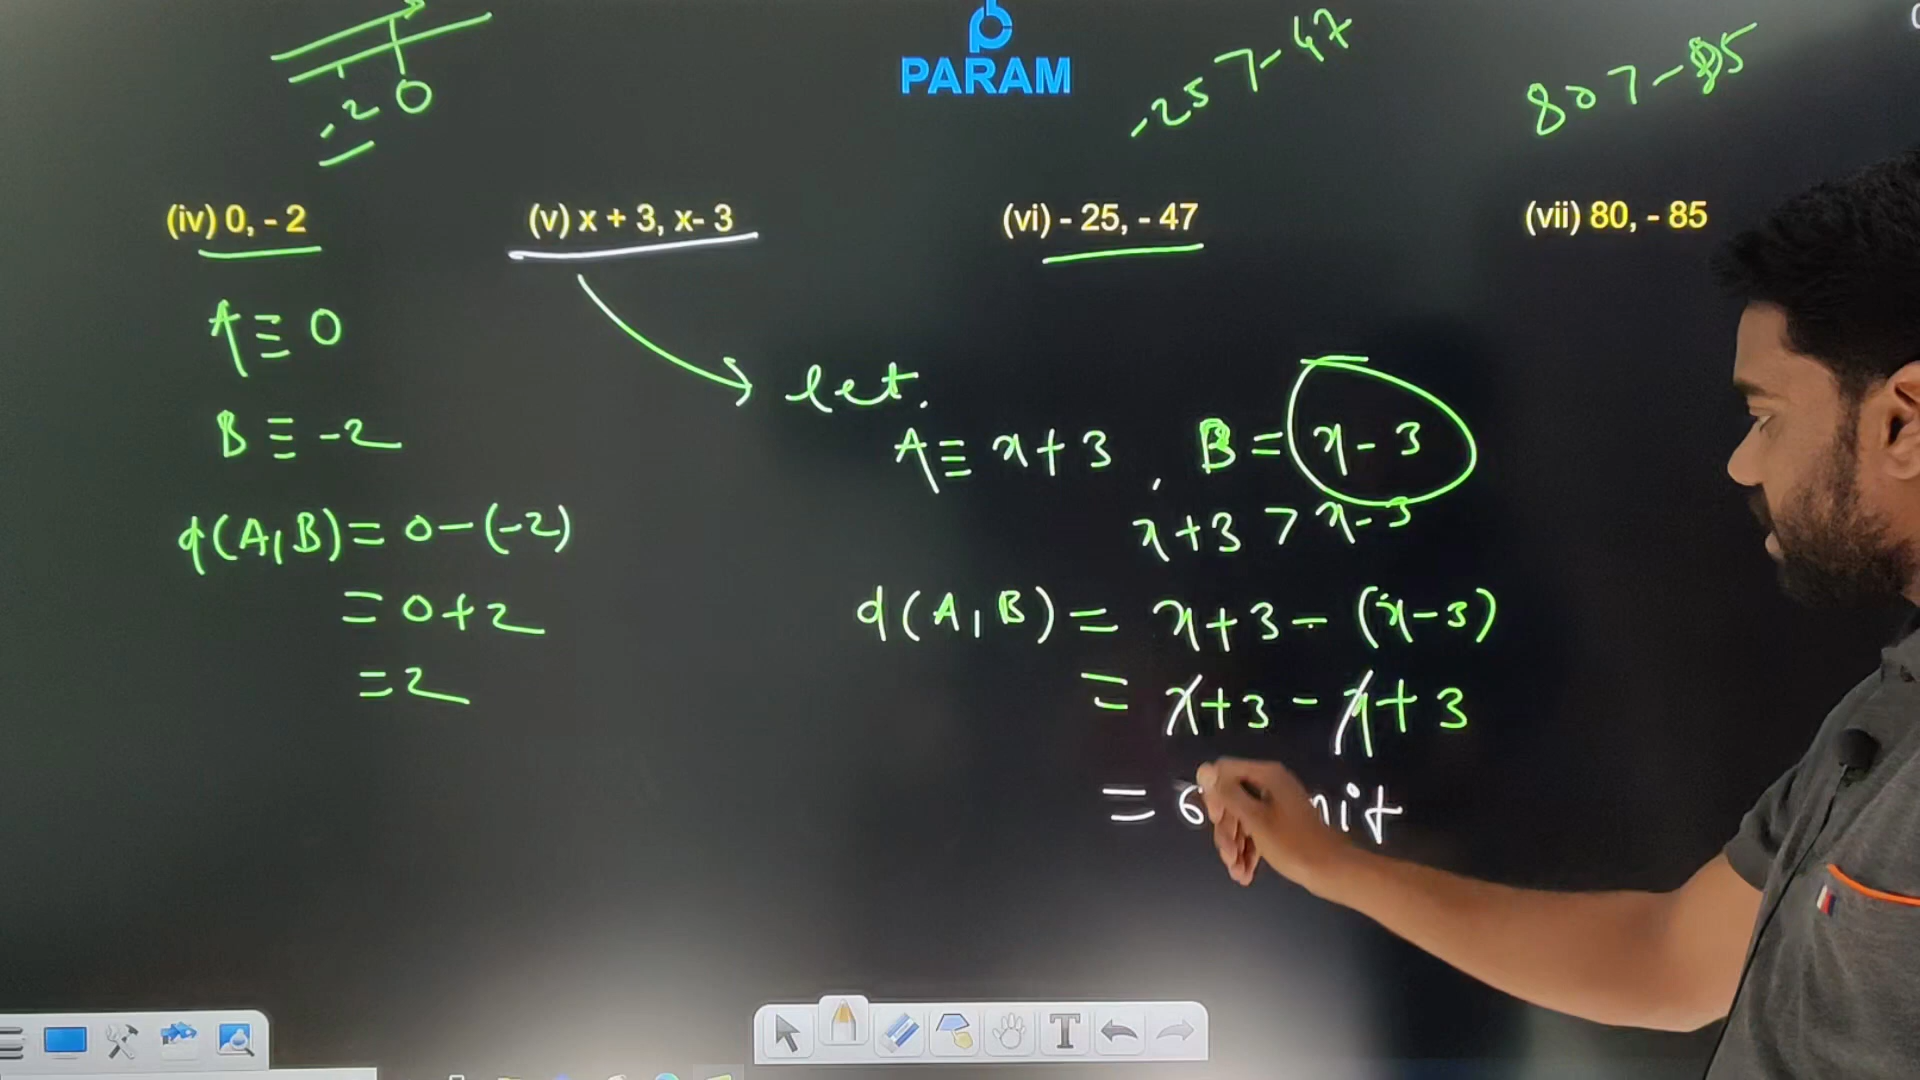 PARAM
-2 0
-25 > -47
80 > -85
(iv) 0, - 2
(v) x + 3, x- 3
(vi) - 25, - 47
(vii) 80, - 85
A ≡ 0
B ≡ -2
d(A,B) = 0-(-2)
= 0+2
= 2
let.
A ≡ x+3 , B = x-3
x+3 > x-3
d(A,B) = x+3-(x-3)
= x+3-x+3
= 6
T